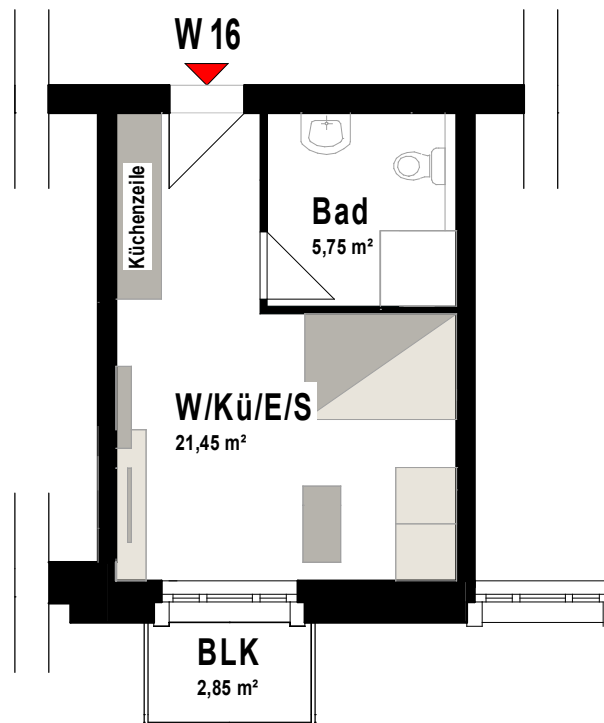 W 16
Küchenzeile
Bad
5,75 m²
W/Kü/E/S
21,45 m²
BLK
2,85 m²